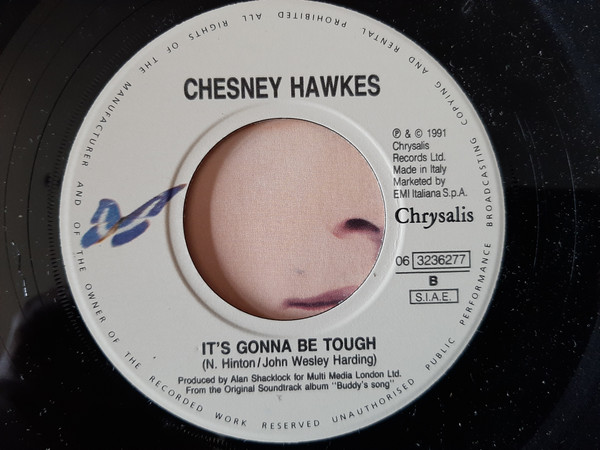 CHESNEY HAWKES
℗ & © 1991
Chrysalis
Records Ltd.
Made in Italy
Marketed by
EMI Italiana S.p.A.
Chrysalis
06 3236277
B
S.I.A.E.
IT'S GONNA BE TOUGH
(N. Hinton/John Wesley Harding)
Produced by Alan Shacklock for Multi Media London Ltd.
From the Original Soundtrack album "Buddy's song"
ALL RIGHTS OF THE MANUFACTURER AND OF THE OWNER OF THE RECORDED WORK RESERVED UNAUTHORISED PUBLIC PERFORMANCE BROADCASTING COPYING AND RENTAL PROHIBITED